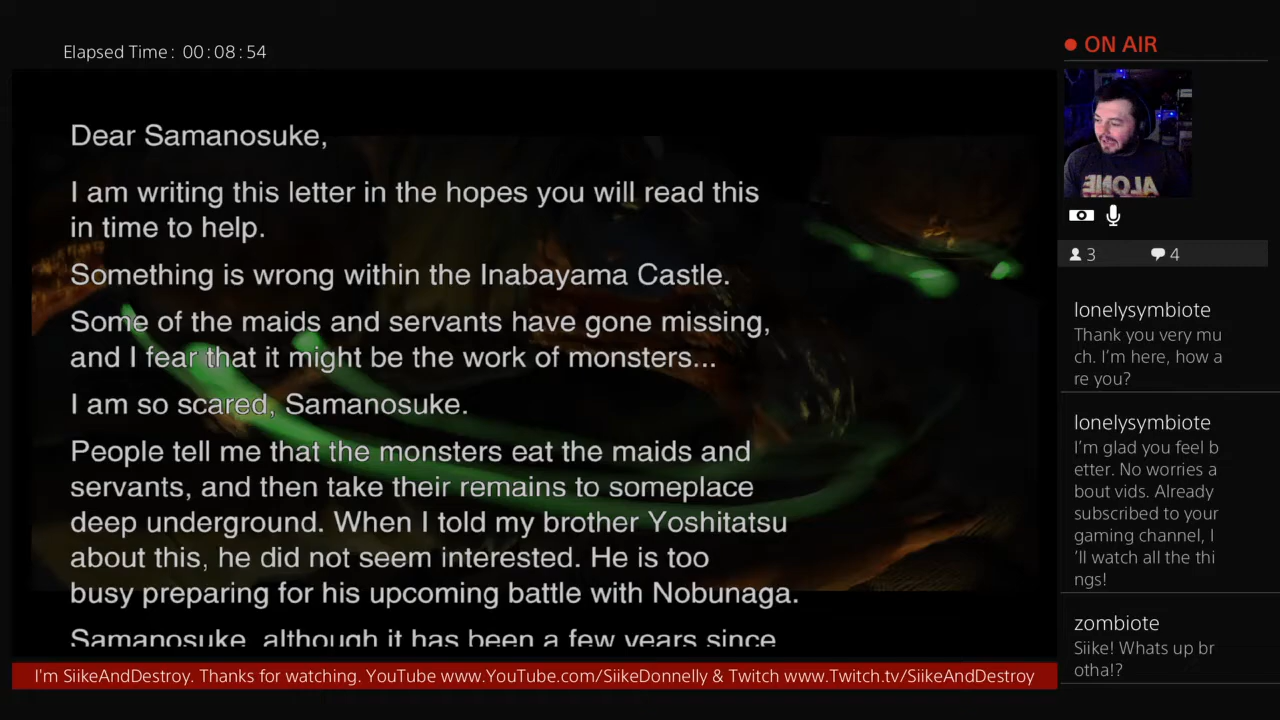 Elapsed Time: 00:08:54
ON AIR
Dear Samanosuke,
I am writing this letter in the hopes you will read this
in time to help.
Something is wrong within the Inabayama Castle.
Some of the maids and servants have gone missing,
and I fear that it might be the work of monsters...
I am so scared, Samanosuke.
People tell me that the monsters eat the maids and
servants, and then take their remains to someplace
deep underground. When I told my brother Yoshitatsu
about this, he did not seem interested. He is too
busy preparing for his upcoming battle with Nobunaga.
Samanosuke, although it has been a few years since
I'm SiikeAndDestroy. Thanks for watching. YouTube www.YouTube.com/SiikeDonnelly & Twitch www.Twitch.tv/SiikeAndDestroy
ALONE
3
4
lonelysymbiote
Thank you very mu
ch. I'm here, how a
re you?
lonelysymbiote
I'm glad you feel b
etter. No worries a
bout vids. Already
subscribed to your
gaming channel, I
'll watch all the thi
ngs!
zombiote
Siike! Whats up br
otha!?